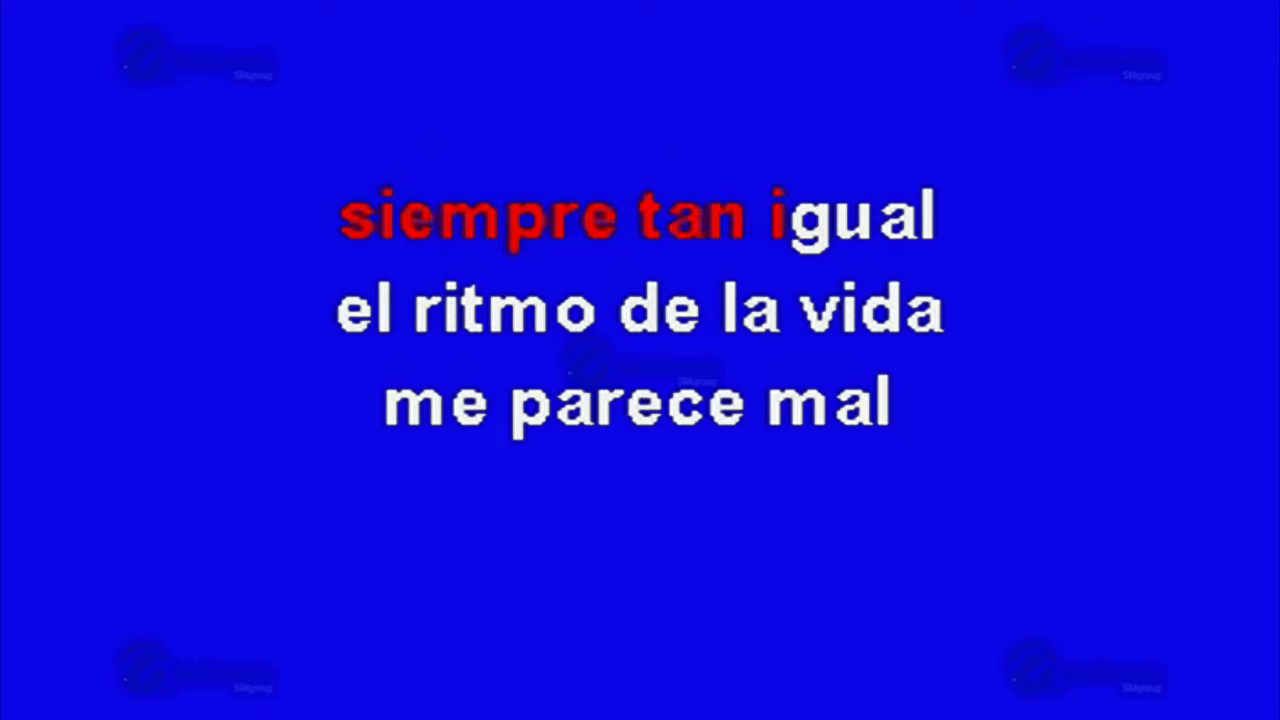 siempre tan igual
el ritmo de la vida
me parece mal